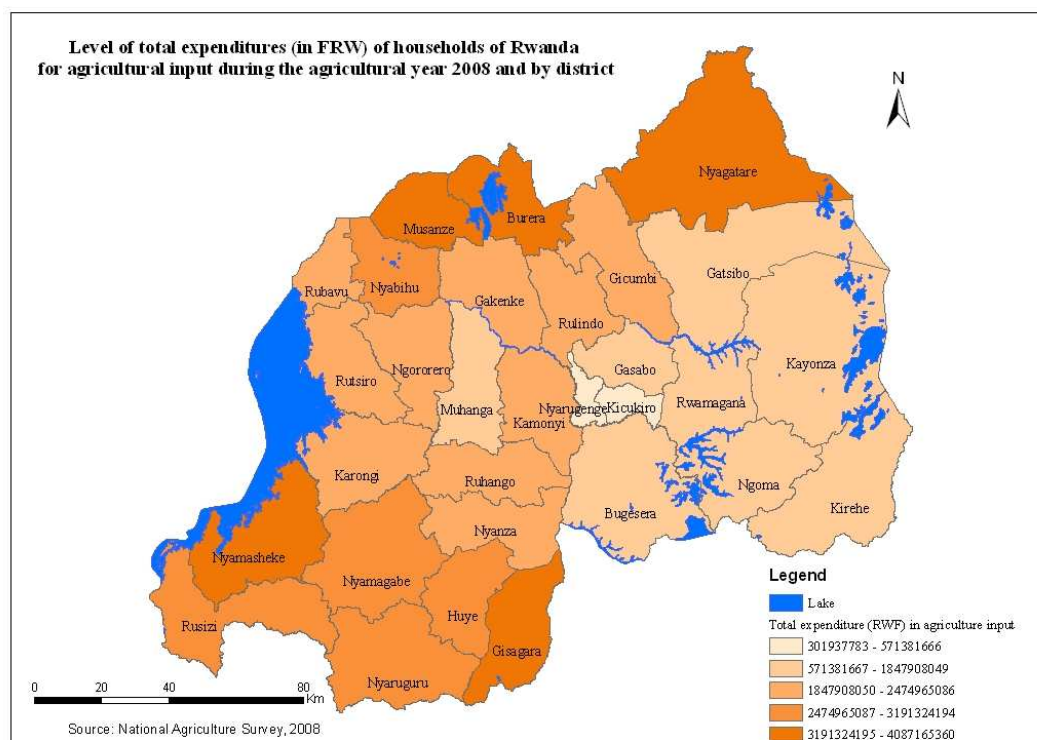 Level of total expenditures (in FRW) of households of Rwanda
for agricultural input during the agricultural year 2008 and by district
N
Nyagatare
Burera
Musanze
Gatsibo
Gicumbi
Nyabihu
Rubavu
Gakenke
Rulindo
Kayonza
Gasabo
Ngororero
Rutsiro
Rwamagana
Muhanga
Nyarugenge
Kicukiro
Kamonyi
Karongi
Ruhango
Ngoma
Kirehe
Bugesera
Nyanza
Nyamasheke
Nyamagabe
Huye
Rusizi
Gisagara
Nyaruguru
Legend
Lake
Total expenditure (RWF) in agriculture input
301937783 - 571381666
571381667 - 1847908049
1847908050 - 2474965086
2474965087 - 3191324194
3191324195 - 4087165360
0 20 40 60 80
Km
Source: National Agriculture Survey, 2008